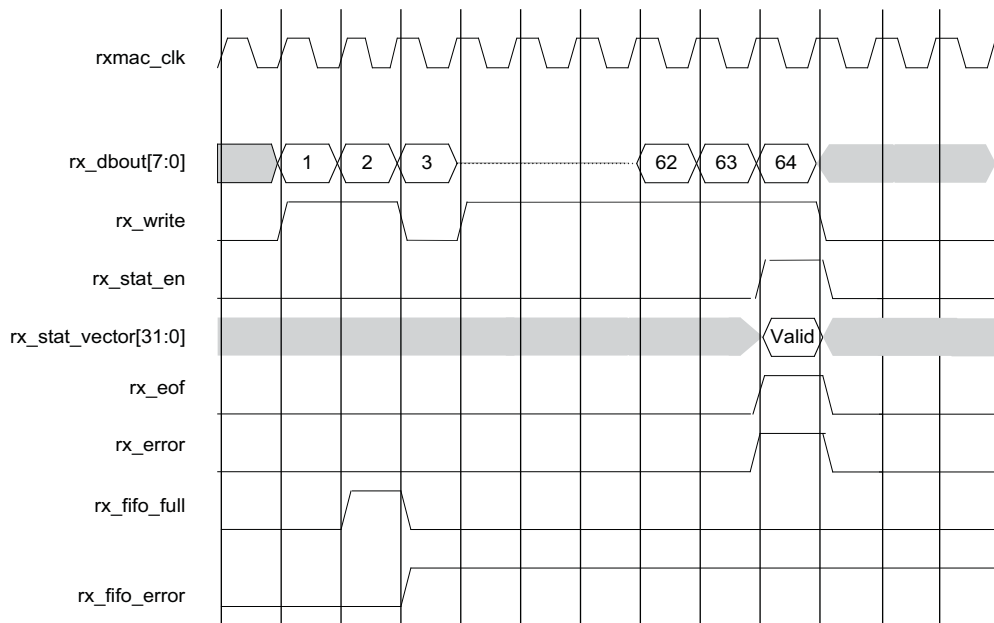 rxmac_clk
rx_dbout[7:0]
1 2 3 62 63 64
rx_write
rx_stat_en
rx_stat_vector[31:0]
Valid
rx_eof
rx_error
rx_fifo_full
rx_fifo_error